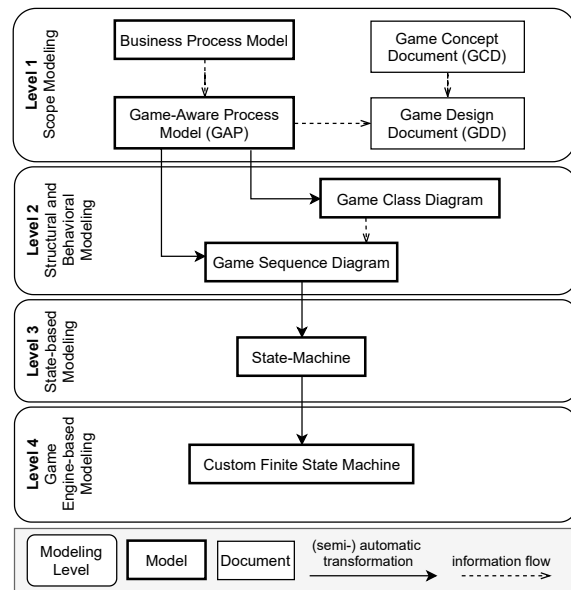 Level 1
Scope Modeling
Business Process Model
Game Concept
Document (GCD)
Game-Aware Process
Model (GAP)
Game Design
Document (GDD)
Level 2
Structural and
Behavioral
Modeling
Game Class Diagram
Game Sequence Diagram
Level 3
State-based
Modeling
State-Machine
Level 4
Game
Engine-based
Modeling
Custom Finite State Machine
Modeling
Level
Model
Document
(semi-) automatic
transformation
information flow